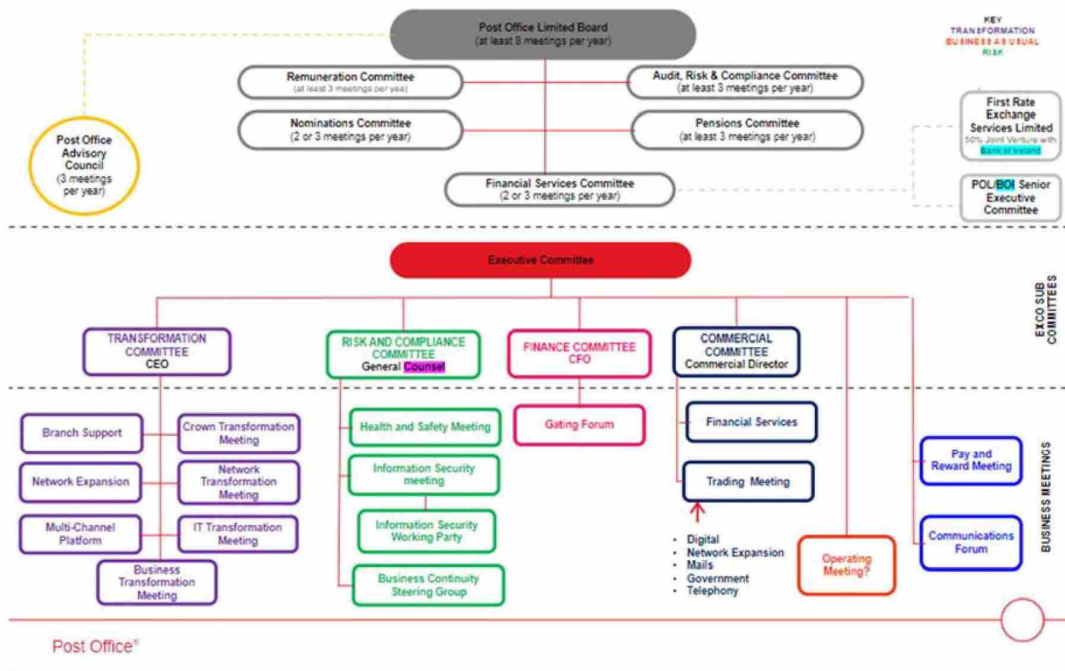 Post Office Limited Board
(at least 8 meetings per year)
KEY
TRANSFORMATION
BUSINESS AS USUAL
RISK
Remuneration Committee
(at least 3 meetings per year)
Audit, Risk & Compliance Committee
(at least 3 meetings per year)
Nominations Committee
(2 or 3 meetings per year)
Pensions Committee
(at least 3 meetings per year)
Financial Services Committee
(2 or 3 meetings per year)
Post Office
Advisory
Council
(3 meetings
per year)
First Rate
Exchange
Services Limited
50% Joint Venture with
Bank of Ireland
POL/BOI Senior
Executive
Committee
Executive Committee
EXCO SUB
COMMITTEES
TRANSFORMATION
COMMITTEE
CEO
RISK AND COMPLIANCE
COMMITTEE
General Counsel
FINANCE COMMITTEE
CFO
COMMERCIAL
COMMITTEE
Commercial Director
BUSINESS MEETINGS
Branch Support
Crown Transformation
Meeting
Network Expansion
Network
Transformation
Meeting
Multi-Channel
Platform
IT Transformation
Meeting
Business
Transformation
Meeting
Health and Safety Meeting
Information Security
meeting
Information Security
Working Party
Business Continuity
Steering Group
Gating Forum
Financial Services
Trading Meeting
• Digital
• Network Expansion
• Mails
• Government
• Telephony
Operating
Meeting?
Pay and
Reward Meeting
Communications
Forum
Post Office®